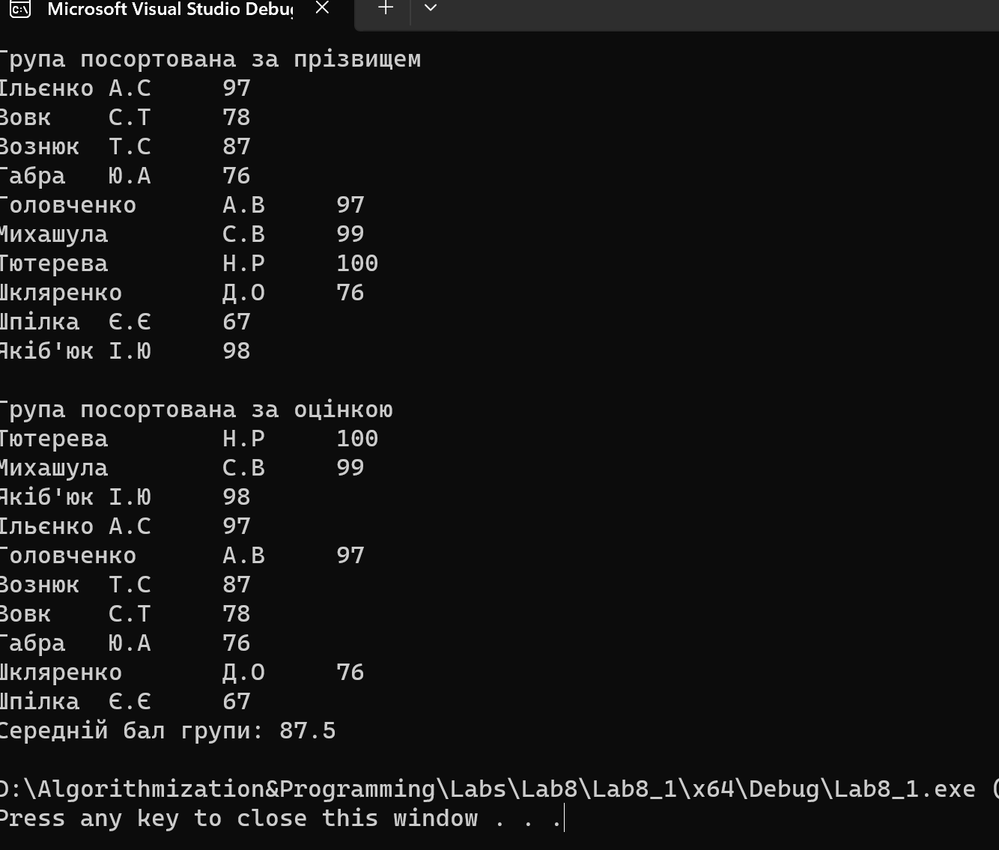 Microsoft Visual Studio Debug
Група посортована за прізвищем
Ільєнко А.С 97
Вовк С.Т 78
Вознюк Т.С 87
Габра Ю.А 76
Головченко А.В 97
Михашула С.В 99
Тютерева Н.Р 100
Шкляренко Д.О 76
Шпілка Є.Є 67
Якіб'юк І.Ю 98
Група посортована за оцінкою
Тютерева Н.Р 100
Михашула С.В 99
Якіб'юк І.Ю 98
Ільєнко А.С 97
Головченко А.В 97
Вознюк Т.С 87
Вовк С.Т 78
Габра Ю.А 76
Шкляренко Д.О 76
Шпілка Є.Є 67
Середній бал групи: 87.5
D:\Algorithmization&Programming\Labs\Lab8\Lab8_1\x64\Debug\Lab8_1.exe (
Press any key to close this window . . .